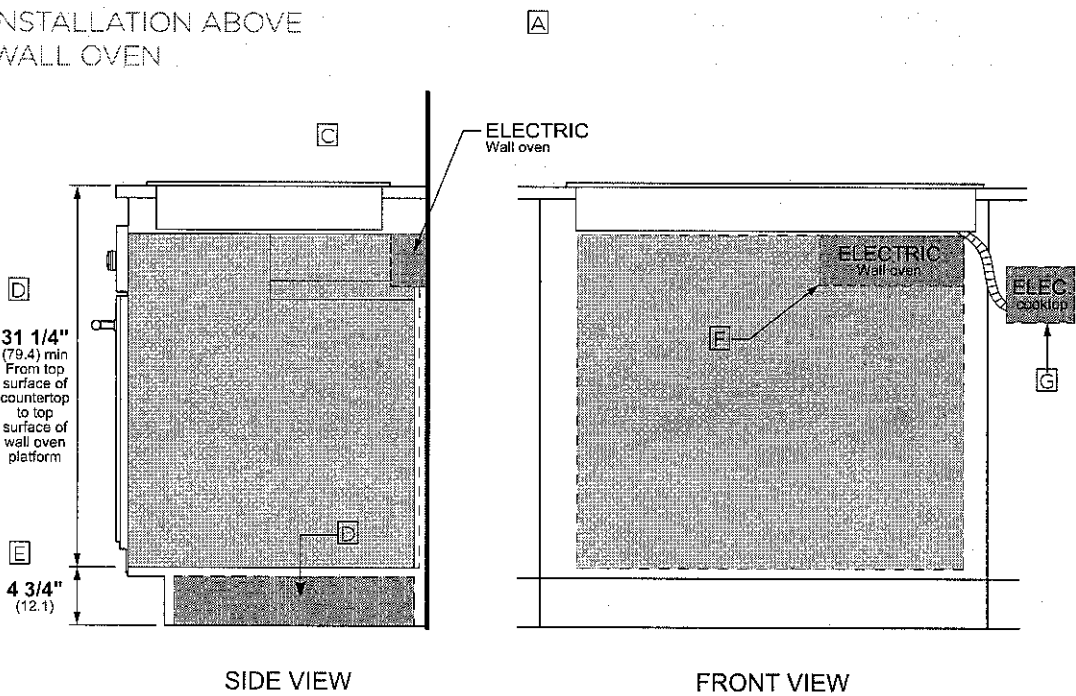 NSTALLATION ABOVE
WALL OVEN
A
C
ELECTRIC
Wall oven
D
31 1/4"
(79.4) min
From top
surface of
countertop
to top
surface of
wall oven
platform
E
4 3/4"
(12.1)
D
SIDE VIEW
ELECTRIC
Wall oven
F
ELEC.
cooktop
G
FRONT VIEW